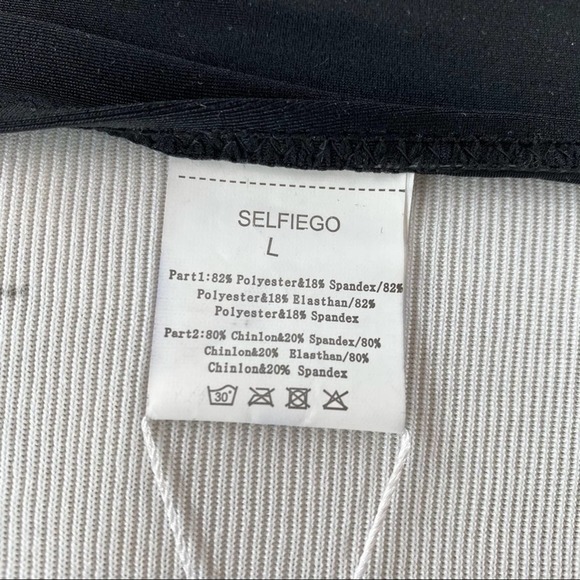 SELFIEGO
L
Part1:82% Polyester&18% Spandex/82%
Polyester&18% Elasthan/82%
Polyester&18% Spandex
Part2:80% Chinlon&20% Spandex/80%
Chinlon&20% Elasthan/80%
Chinlon&20% Spandex
30°